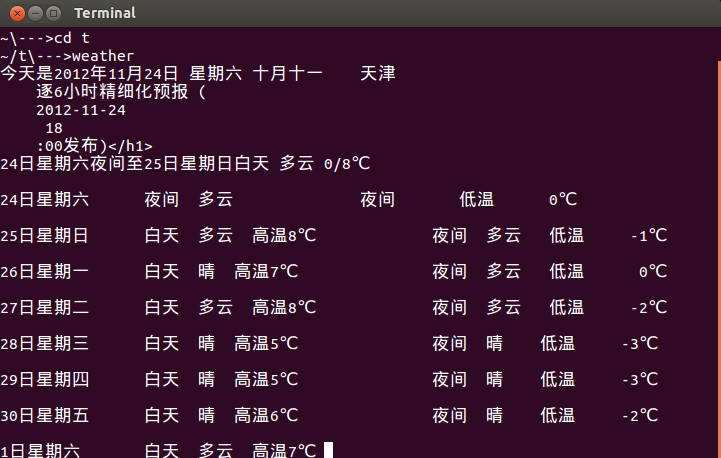 Terminal
~\--->cd t
~/t\--->weather
今天是2012年11月24日 星期六 十月十一 天津
逐6小时精细化预报 (
2012-11-24
18
:00发布)</h1>
24日星期六夜间至25日星期日白天 多云 0/8℃
24日星期六 夜间 多云 夜间 低温 0℃
25日星期日 白天 多云 高温8℃ 夜间 多云 低温 -1℃
26日星期一 白天 晴 高温7℃ 夜间 多云 低温 0℃
27日星期二 白天 多云 高温8℃ 夜间 多云 低温 -2℃
28日星期三 白天 晴 高温5℃ 夜间 晴 低温 -3℃
29日星期四 白天 晴 高温5℃ 夜间 晴 低温 -3℃
30日星期五 白天 晴 高温6℃ 夜间 晴 低温 -2℃
1日星期六 白天 多云 高温7℃